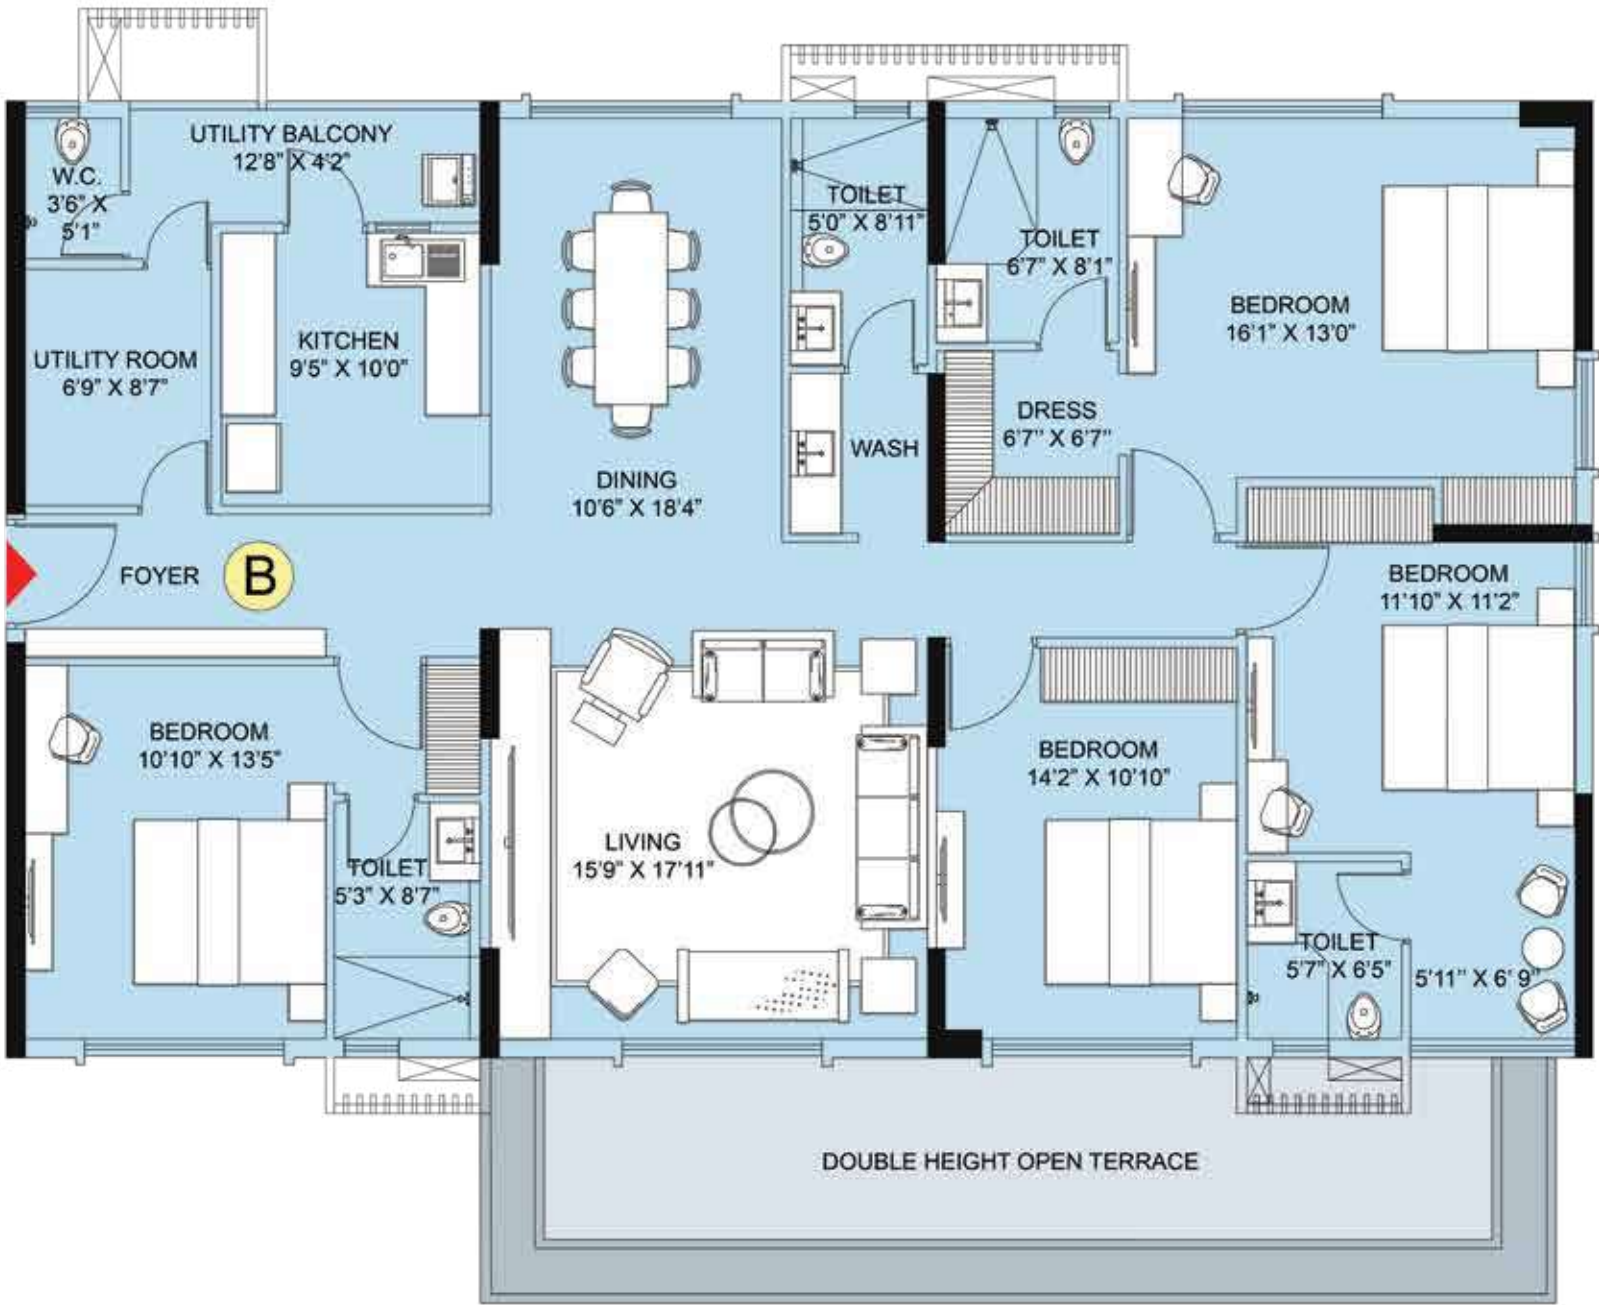 UTILITY BALCONY
12'8" X 4'2"
W.C.
3'6" X
5'1"
TOILET
5'0" X 8'11"
TOILET
6'7" X 8'1"
BEDROOM
16'1" X 13'0"
UTILITY ROOM
6'9" X 8'7"
KITCHEN
9'5" X 10'0"
DRESS
6'7" X 6'7"
WASH
DINING
10'6" X 18'4"
FOYER
B
BEDROOM
11'10" X 11'2"
BEDROOM
10'10" X 13'5"
BEDROOM
14'2" X 10'10"
LIVING
15'9" X 17'11"
TOILET
5'3" X 8'7"
TOILET
5'7" X 6'5"
5'11" X 6' 9"
DOUBLE HEIGHT OPEN TERRACE